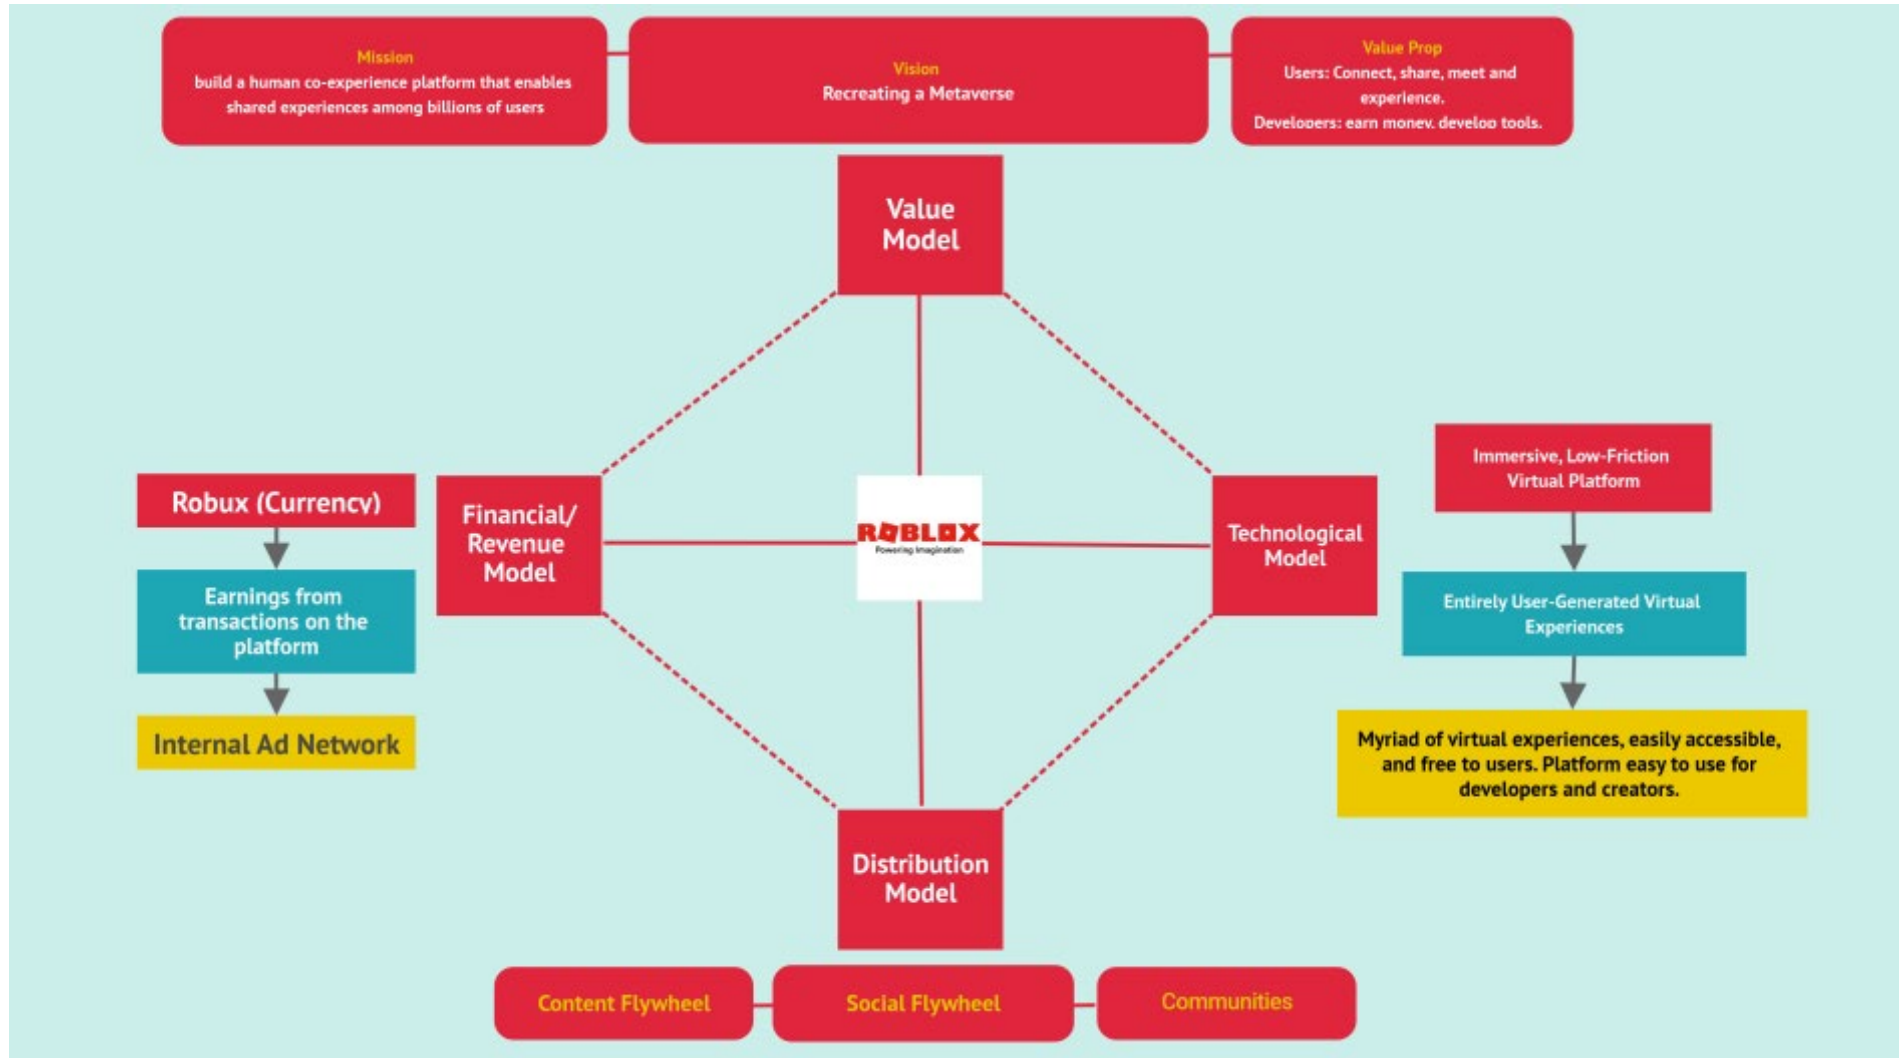 Mission
build a human co-experience platform that enables
shared experiences among billions of users
Vision
Recreating a Metaverse
Value Prop
Users: Connect, share, meet and
experience.
Developers: earn money, develop tools.
Value
Model
Robux (Currency)
Earnings from
transactions on the
platform
Internal Ad Network
Financial/
Revenue
Model
ROBLOX
Powering Imagination
Technological
Model
Immersive, Low-Friction
Virtual Platform
Entirely User-Generated Virtual
Experiences
Myriad of virtual experiences, easily accessible,
and free to users. Platform easy to use for
developers and creators.
Distribution
Model
Content Flywheel
Social Flywheel
Communities